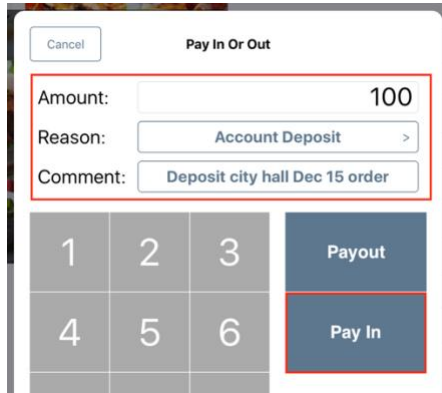 Cancel Pay In Or Out
Amount: 100
Reason: Account Deposit >
Comment: Deposit city hall Dec 15 order
1 2 3 Payout
4 5 6 Pay In